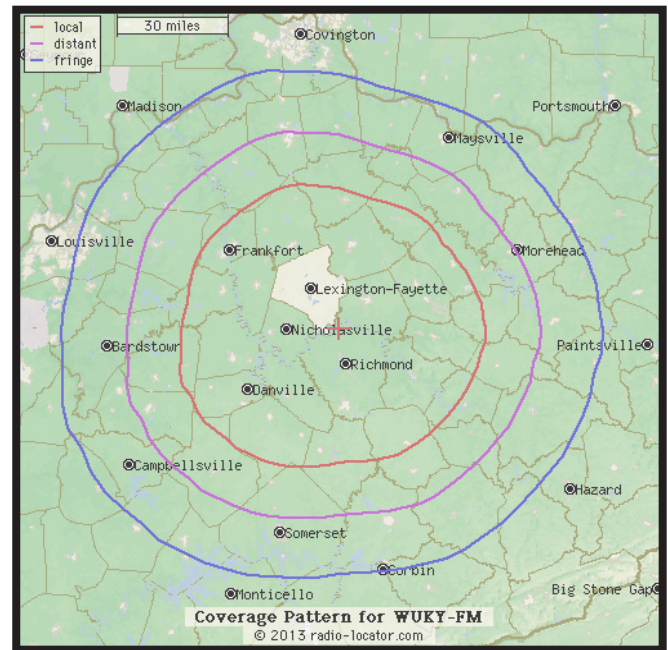 local
distant
fringe
30 miles
Covington
Madison
Portsmouth
Maysville
Louisville
Frankfort
Morehead
Lexington-Fayette
Nicholasville
Bardstown
Paintsville
Richmond
Danville
Campbellsville
Hazard
Somerset
Corbin
Monticello
Big Stone Gap
Coverage Pattern for WUKY-FM
© 2013 radio-locator.com